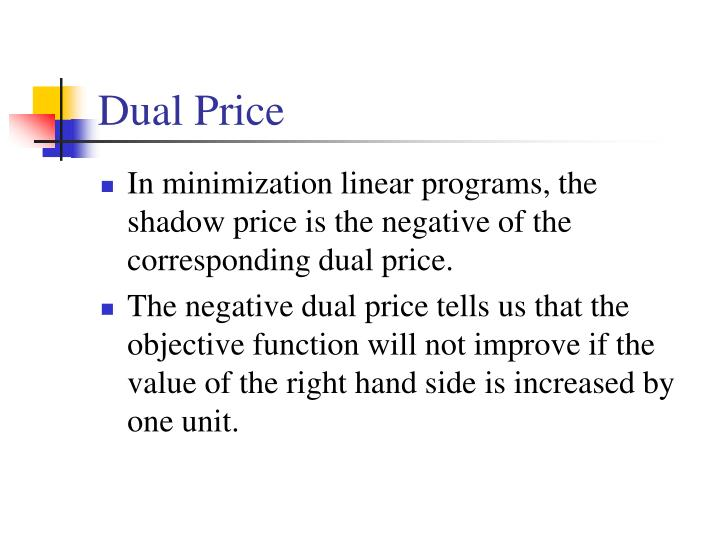 Dual Price
In minimization linear programs, the
shadow price is the negative of the
corresponding dual price.
The negative dual price tells us that the
objective function will not improve if the
value of the right hand side is increased by
one unit.